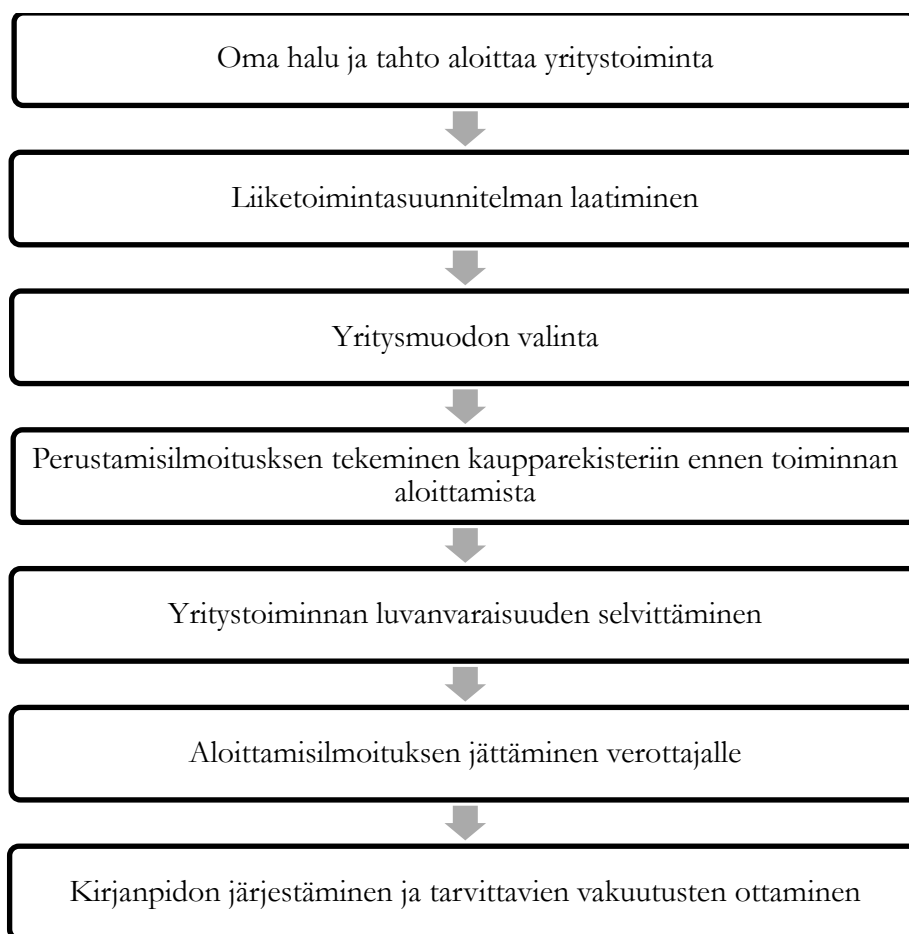 Oma halu ja tahto aloittaa yritystoiminta
Liiketoimintasuunnitelman laatiminen
Yritysmuodon valinta
Perustamisilmoitusksen tekeminen kaupparekisteriin ennen toiminnan
aloittamista
Yritystoiminnan luvanvaraisuuden selvittäminen
Aloittamisilmoituksen jättäminen verottajalle
Kirjanpidon järjestäminen ja tarvittavien vakuutusten ottaminen